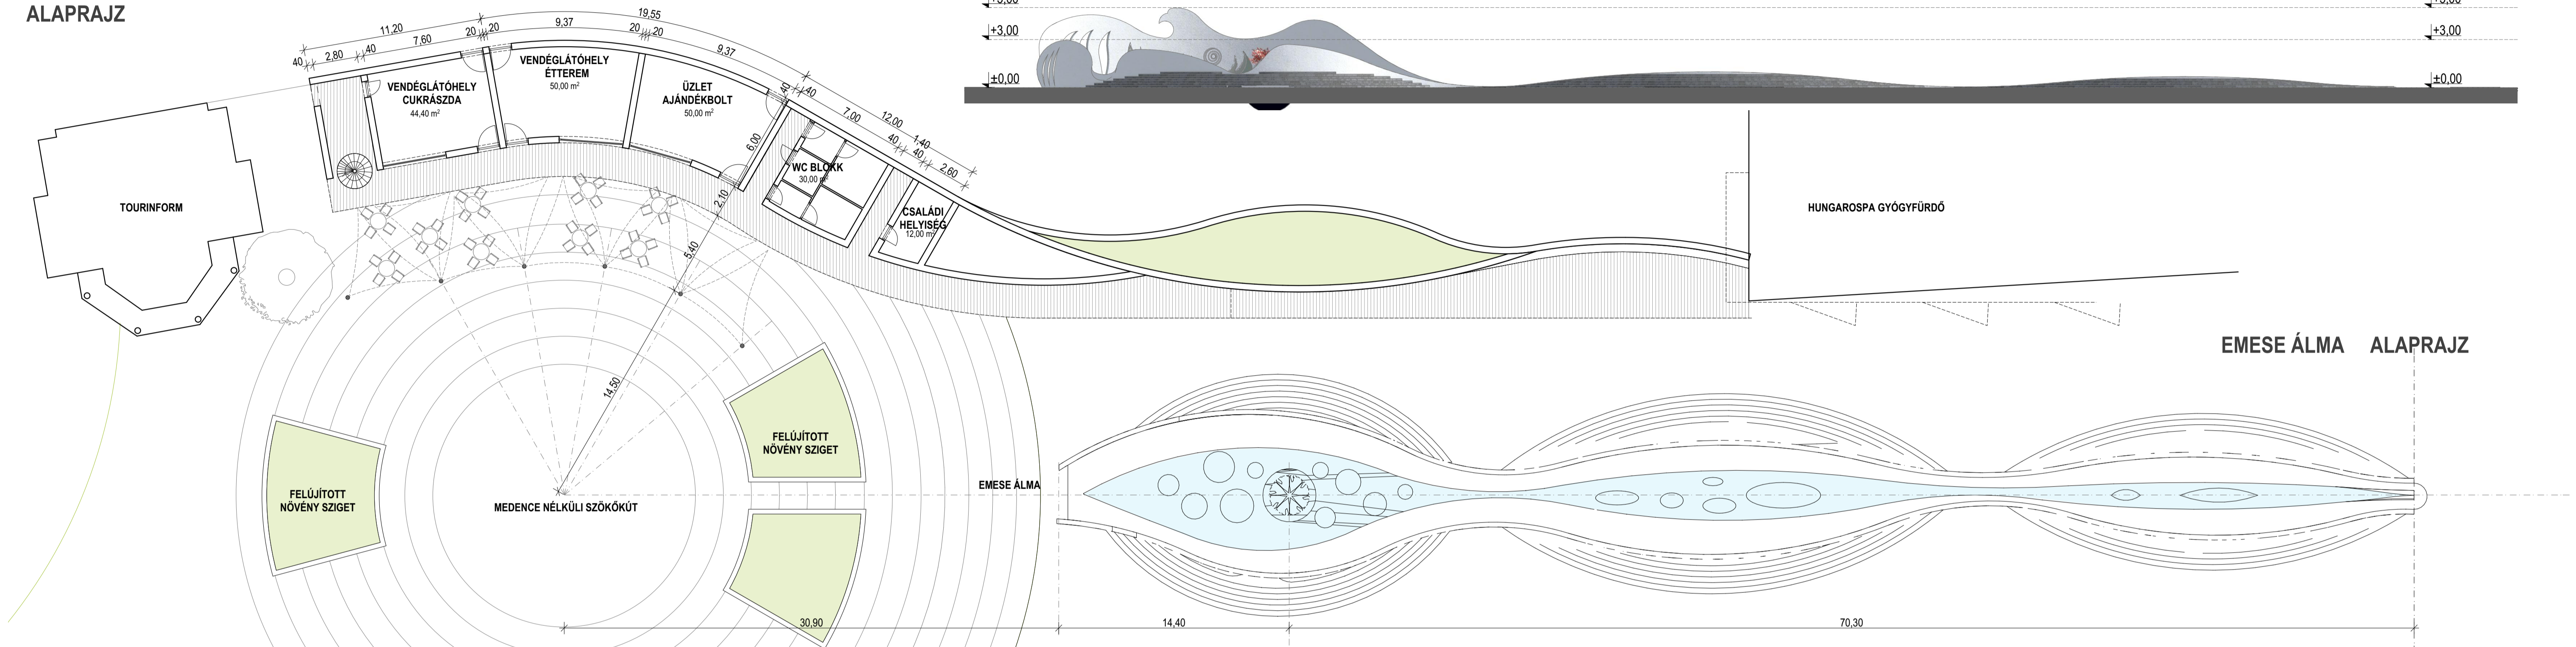 ALAPRAJZ
19,55
11,20
9,37
20
20
7,60
40
2,80
40
20
20
9,37
VENDÉGLÁTÓHELY
CUKRÁSZDA
44,40 m²
VENDÉGLÁTÓHELY
ÉTTEREM
50,00 m²
ÜZLET
AJÁNDÉKBOLT
50,00 m²
40
40
7,00
12,00
40
40
1,40
2,60
6,00
2,10
WC BLOKK
30,00 m²
CSALÁDI
HELYISÉG
12,00 m²
5,40
14,50
TOURINFORM
+3,00
+3,00
±0,00
±0,00
HUNGAROSPA GYÓGYFÜRDŐ
EMESE ÁLMA ALAPRAJZ
FELÚJÍTOTT
NÖVÉNY SZIGET
FELÚJÍTOTT
NÖVÉNY SZIGET
MEDENCE NÉLKÜLI SZÖKŐKÚT
EMESE ÁLMA
30,90
14,40
70,30